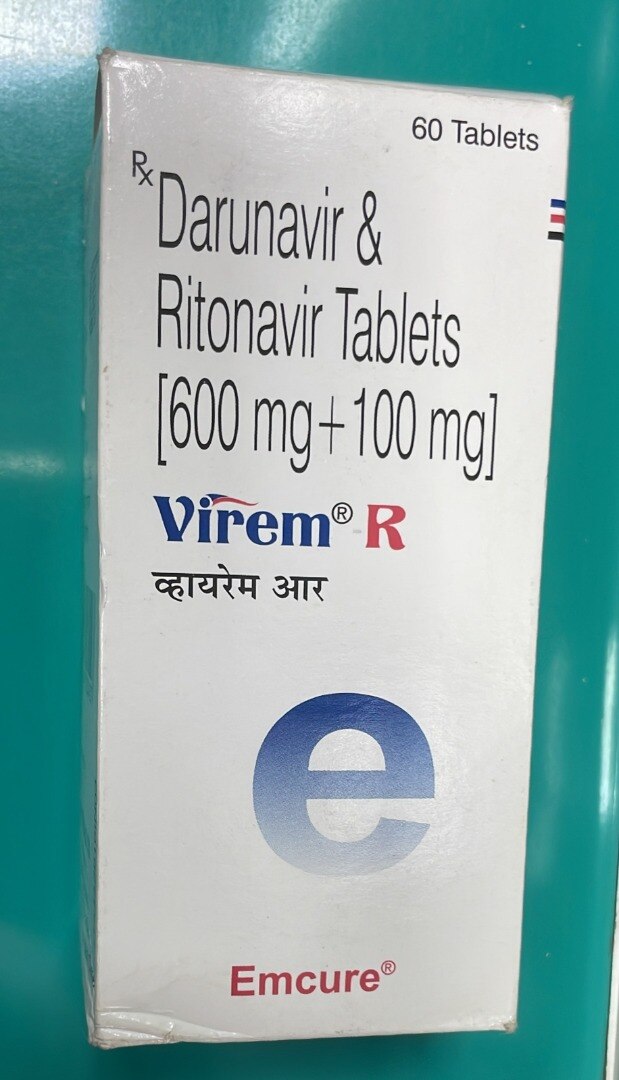 60 Tablets
Rx
Darunavir &
Ritonavir Tablets
[600 mg+100 mg]
Virem® R
व्हायरेम आर
e
Emcure®